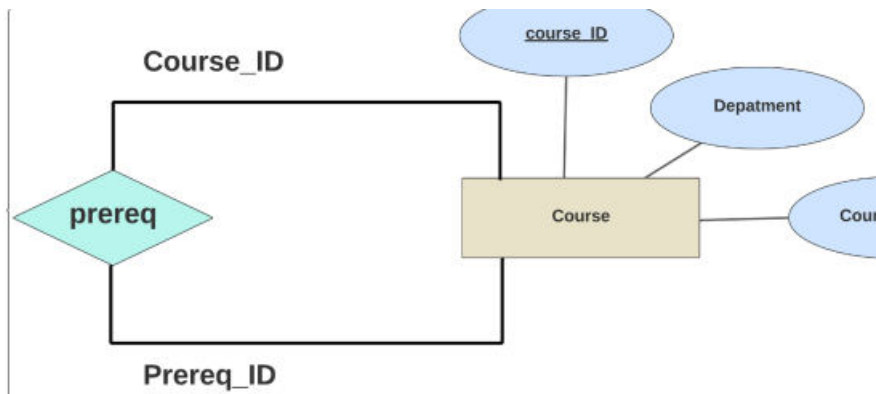 course_ID
Course_ID
Depatment
prereq
Course
Prereq_ID